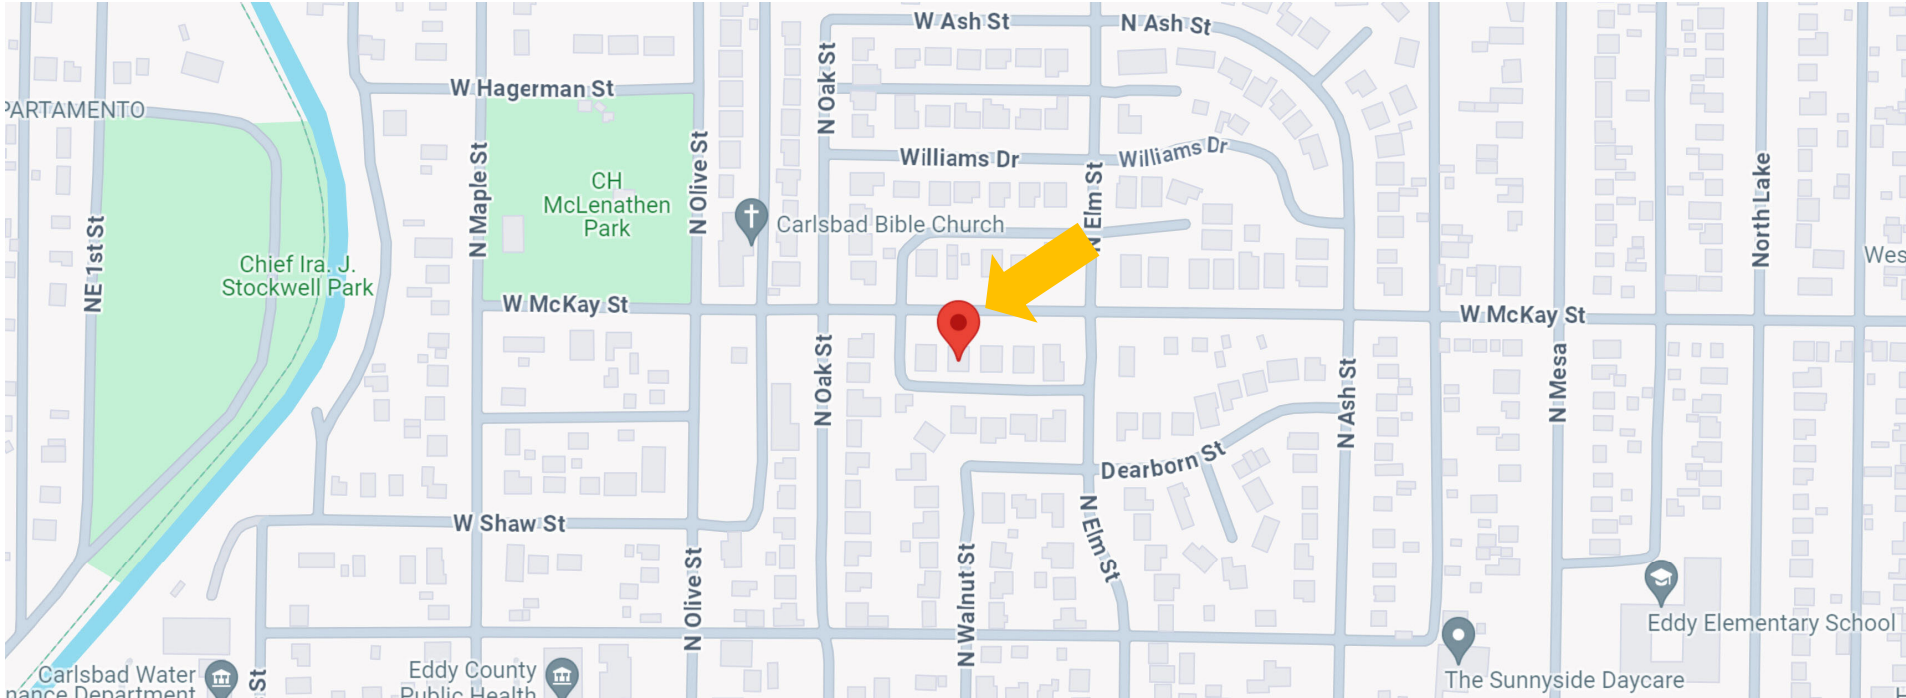 W Ash St
N Ash St
N Oak St
W Hagerman St
PARTAMENTO
N Maple St
N Olive St
Williams Dr
Williams Dr
N Elm St
North Lake
CH
McLenathen
Park
Carlsbad Bible Church
NE 1st St
Chief Ira. J.
Stockwell Park
Wes
W McKay St
W McKay St
N Oak St
N Ash St
N Mesa
Dearborn St
W Shaw St
N Elm St
N Olive St
N Walnut St
Eddy Elementary School
Carlsbad Water
nance Department
St
Eddy County
Public Health
The Sunnyside Daycare